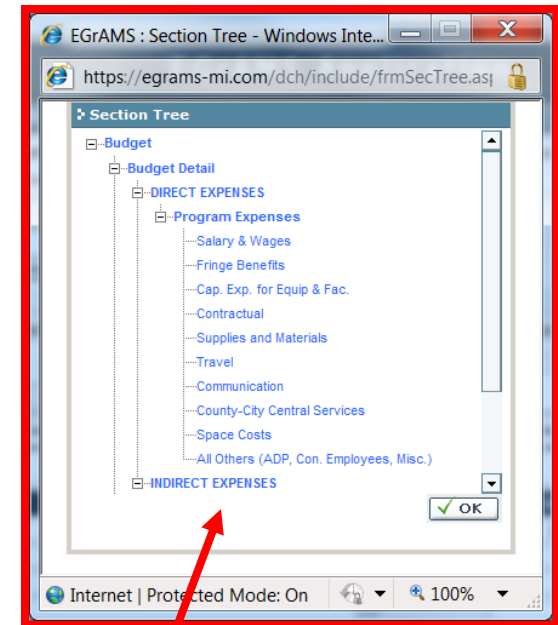 EGrAMS : Section Tree - Windows Inte...
https://egrams-mi.com/dch/include/frmSecTree.asp
Section Tree
Budget
Budget Detail
DIRECT EXPENSES
Program Expenses
Salary & Wages
Fringe Benefits
Cap. Exp. for Equip & Fac.
Contractual
Supplies and Materials
Travel
Communication
County-City Central Services
Space Costs
All Others (ADP, Con. Employees, Misc.)
INDIRECT EXPENSES
OK
Internet | Protected Mode: On 100%